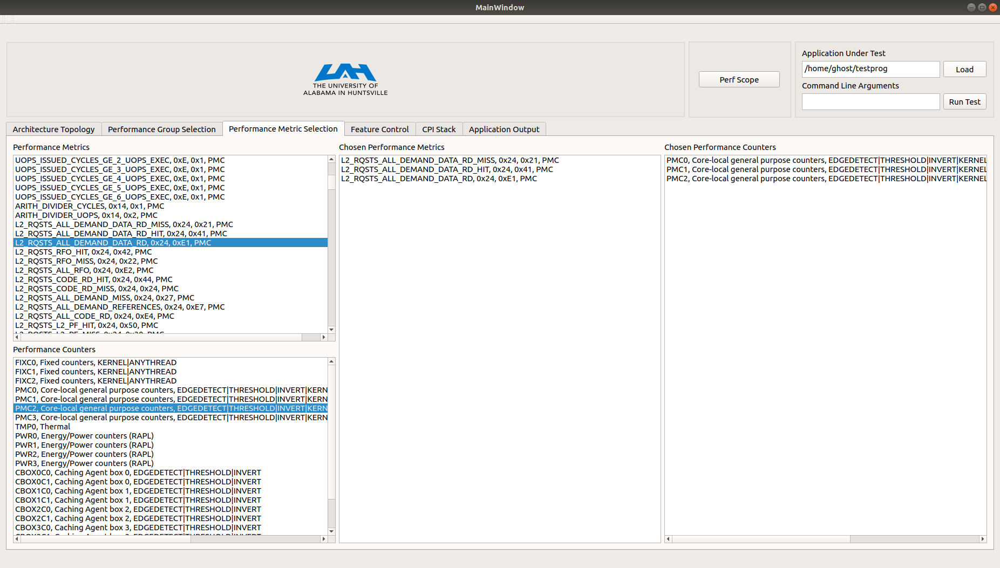 MainWindow
THE UNIVERSITY OF
ALABAMA IN HUNTSVILLE
Perf Scope
Application Under Test
/home/ghost/testprog
Load
Command Line Arguments
Run Test
Architecture Topology
Performance Group Selection
Performance Metric Selection
Feature Control
CPI Stack
Application Output
Performance Metrics
UOPS_ISSUED_CYCLES_GE_2_UOPS_EXEC, 0xE, 0x1, PMC
UOPS_ISSUED_CYCLES_GE_3_UOPS_EXEC, 0xE, 0x1, PMC
UOPS_ISSUED_CYCLES_GE_4_UOPS_EXEC, 0xE, 0x1, PMC
UOPS_ISSUED_CYCLES_GE_5_UOPS_EXEC, 0xE, 0x1, PMC
UOPS_ISSUED_CYCLES_GE_6_UOPS_EXEC, 0xE, 0x1, PMC
ARITH_DIVIDER_CYCLES, 0x14, 0x1, PMC
ARITH_DIVIDER_UOPS, 0x14, 0x2, PMC
L2_RQSTS_ALL_DEMAND_DATA_RD_MISS, 0x24, 0x21, PMC
L2_RQSTS_ALL_DEMAND_DATA_RD_HIT, 0x24, 0x41, PMC
L2_RQSTS_ALL_DEMAND_DATA_RD, 0x24, 0xE1, PMC
L2_RQSTS_RFO_HIT, 0x24, 0x42, PMC
L2_RQSTS_RFO_MISS, 0x24, 0x22, PMC
L2_RQSTS_ALL_RFO, 0x24, 0xE2, PMC
L2_RQSTS_CODE_RD_HIT, 0x24, 0x44, PMC
L2_RQSTS_CODE_RD_MISS, 0x24, 0x24, PMC
L2_RQSTS_ALL_DEMAND_MISS, 0x24, 0x27, PMC
L2_RQSTS_ALL_DEMAND_REFERENCES, 0x24, 0xE7, PMC
L2_RQSTS_ALL_CODE_RD, 0x24, 0xE4, PMC
L2_RQSTS_L2_PF_HIT, 0x24, 0x50, PMC
Performance Counters
FIXC0, Fixed counters, KERNEL|ANYTHREAD
FIXC1, Fixed counters, KERNEL|ANYTHREAD
FIXC2, Fixed counters, KERNEL|ANYTHREAD
PMC0, Core-local general purpose counters, EDGEDETECT|THRESHOLD|INVERT|KERN
PMC1, Core-local general purpose counters, EDGEDETECT|THRESHOLD|INVERT|KERN
PMC2, Core-local general purpose counters, EDGEDETECT|THRESHOLD|INVERT|KERN
PMC3, Core-local general purpose counters, EDGEDETECT|THRESHOLD|INVERT|KERN
TMP0, Thermal
PWR0, Energy/Power counters (RAPL)
PWR1, Energy/Power counters (RAPL)
PWR2, Energy/Power counters (RAPL)
PWR3, Energy/Power counters (RAPL)
CBOX0C0, Caching Agent box 0, EDGEDETECT|THRESHOLD|INVERT
CBOX0C1, Caching Agent box 0, EDGEDETECT|THRESHOLD|INVERT
CBOX1C0, Caching Agent box 1, EDGEDETECT|THRESHOLD|INVERT
CBOX1C1, Caching Agent box 1, EDGEDETECT|THRESHOLD|INVERT
CBOX2C0, Caching Agent box 2, EDGEDETECT|THRESHOLD|INVERT
CBOX2C1, Caching Agent box 2, EDGEDETECT|THRESHOLD|INVERT
CBOX3C0, Caching Agent box 3, EDGEDETECT|THRESHOLD|INVERT
Chosen Performance Metrics
L2_RQSTS_ALL_DEMAND_DATA_RD_MISS, 0x24, 0x21, PMC
L2_RQSTS_ALL_DEMAND_DATA_RD_HIT, 0x24, 0x41, PMC
L2_RQSTS_ALL_DEMAND_DATA_RD, 0x24, 0xE1, PMC
Chosen Performance Counters
PMC0, Core-local general purpose counters, EDGEDETECT|THRESHOLD|INVERT|KERNEL
PMC1, Core-local general purpose counters, EDGEDETECT|THRESHOLD|INVERT|KERNEL
PMC2, Core-local general purpose counters, EDGEDETECT|THRESHOLD|INVERT|KERNEL